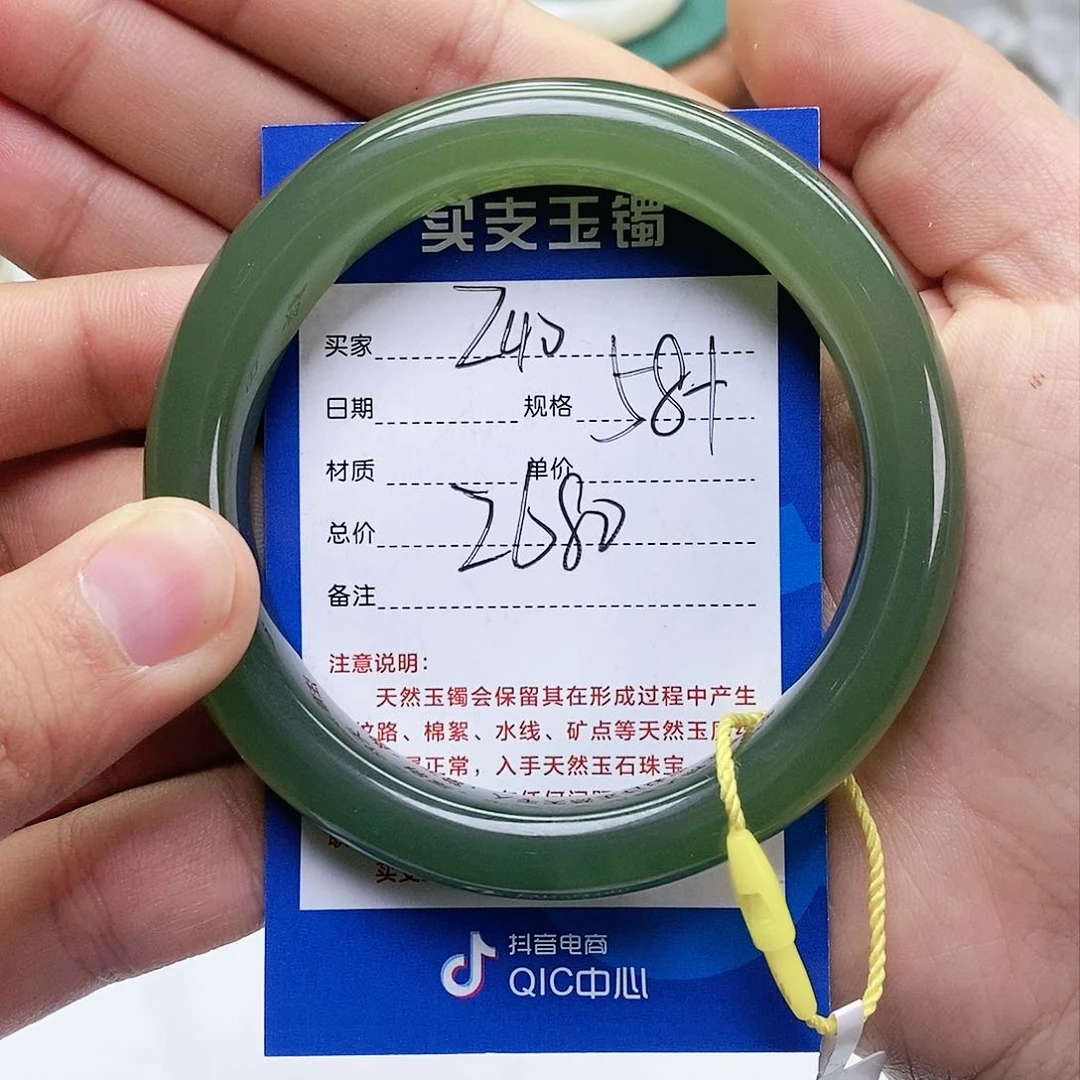 买支玉镯
买家 240
日期 规格 584
材质 单价
总价 2680
备注
注意说明：
天然玉镯会保留其在形成过程中产生
纹路、棉絮、水线、矿点等天然玉
正常，入手天然玉石珠宝
抖音电商
QIC中心